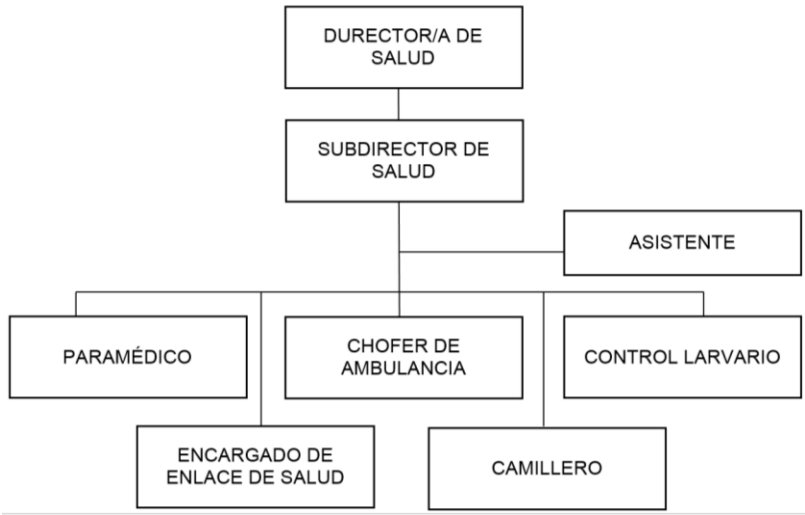 DURECTOR/A DE
SALUD
SUBDIRECTOR DE
SALUD
ASISTENTE
PARAMÉDICO
CHOFER DE
AMBULANCIA
CONTROL LARVARIO
ENCARGADO DE
ENLACE DE SALUD
CAMILLERO